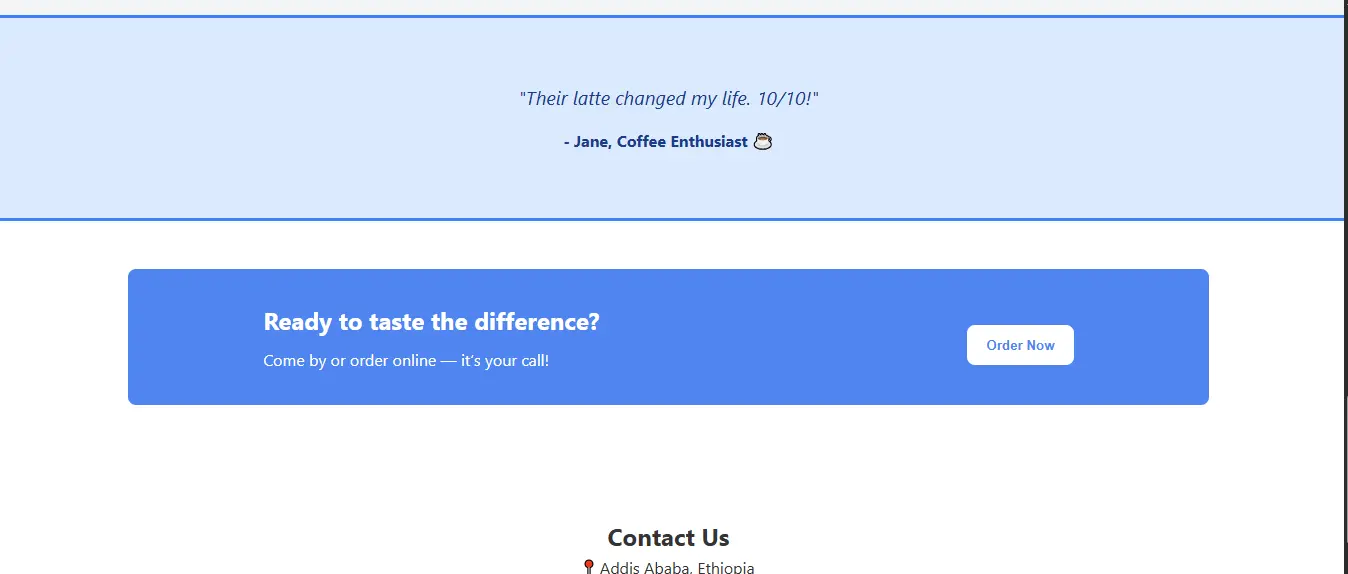 "Their latte changed my life. 10/10!"
- Jane, Coffee Enthusiast ☕
Ready to taste the difference?
Come by or order online — it’s your call!
Order Now
Contact Us
📍 Addis Ababa, Ethiopia